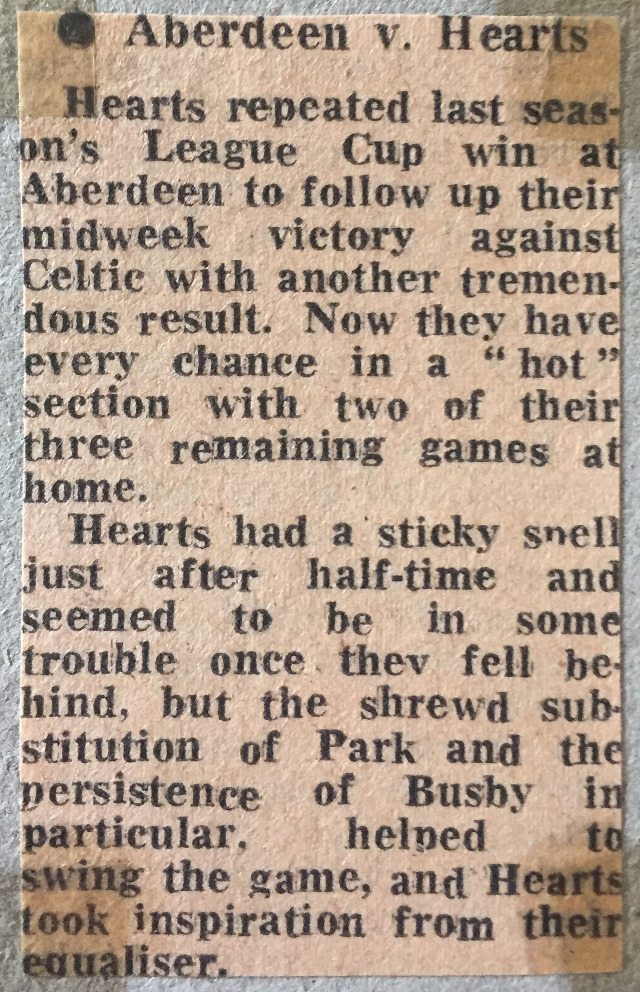 ● Aberdeen v. Hearts
Hearts repeated last seas-
on's League Cup win at
Aberdeen to follow up their
midweek victory against
Celtic with another tremen-
dous result. Now they have
every chance in a “hot”
section with two of their
three remaining games at
home.
Hearts had a sticky spell
just after half-time and
seemed to be in some
trouble once they fell be-
hind, but the shrewd sub-
stitution of Park and the
persistence of Busby in
particular, helped to
swing the game, and Hearts
took inspiration from their
equaliser.